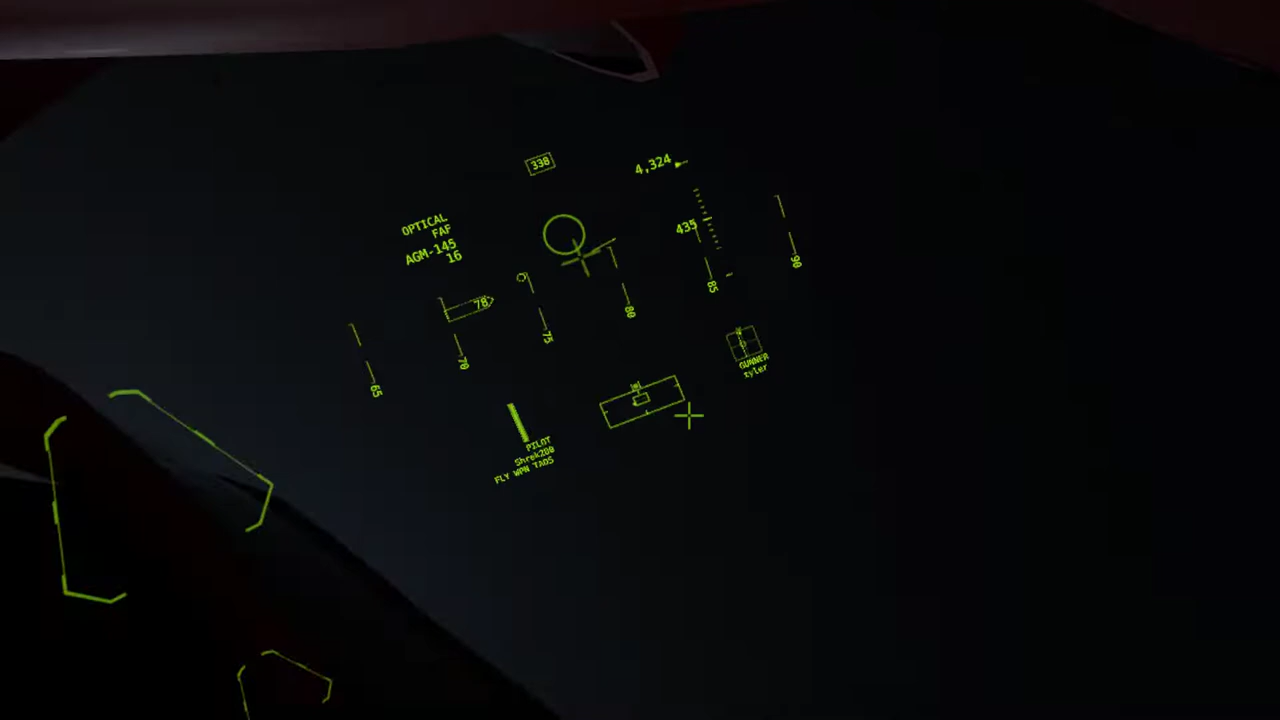 338
4,324
OPTICAL
FAF
AGM-145
16
435
90
85
80
78
75
70
65
GUNNER
tyler
PILOT
Shrek200
FLY WPN TADS